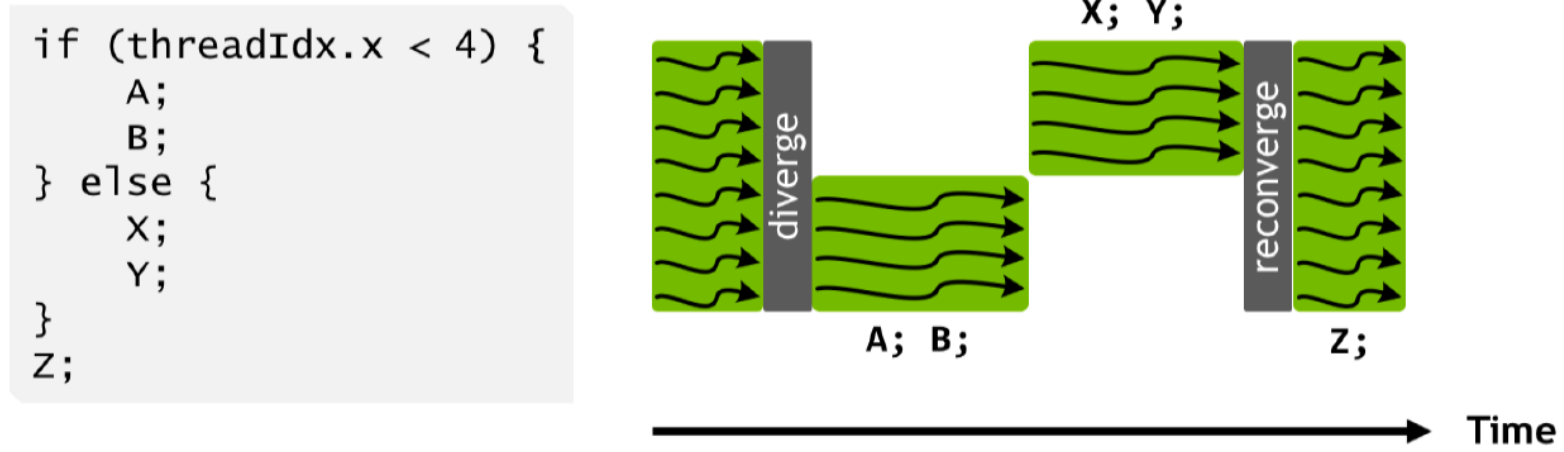 if (threadIdx.x < 4) {
    A;
    B;
} else {
    X;
    Y;
}
Z;
diverge
A; B;
X; Y;
reconverge
Z;
Time